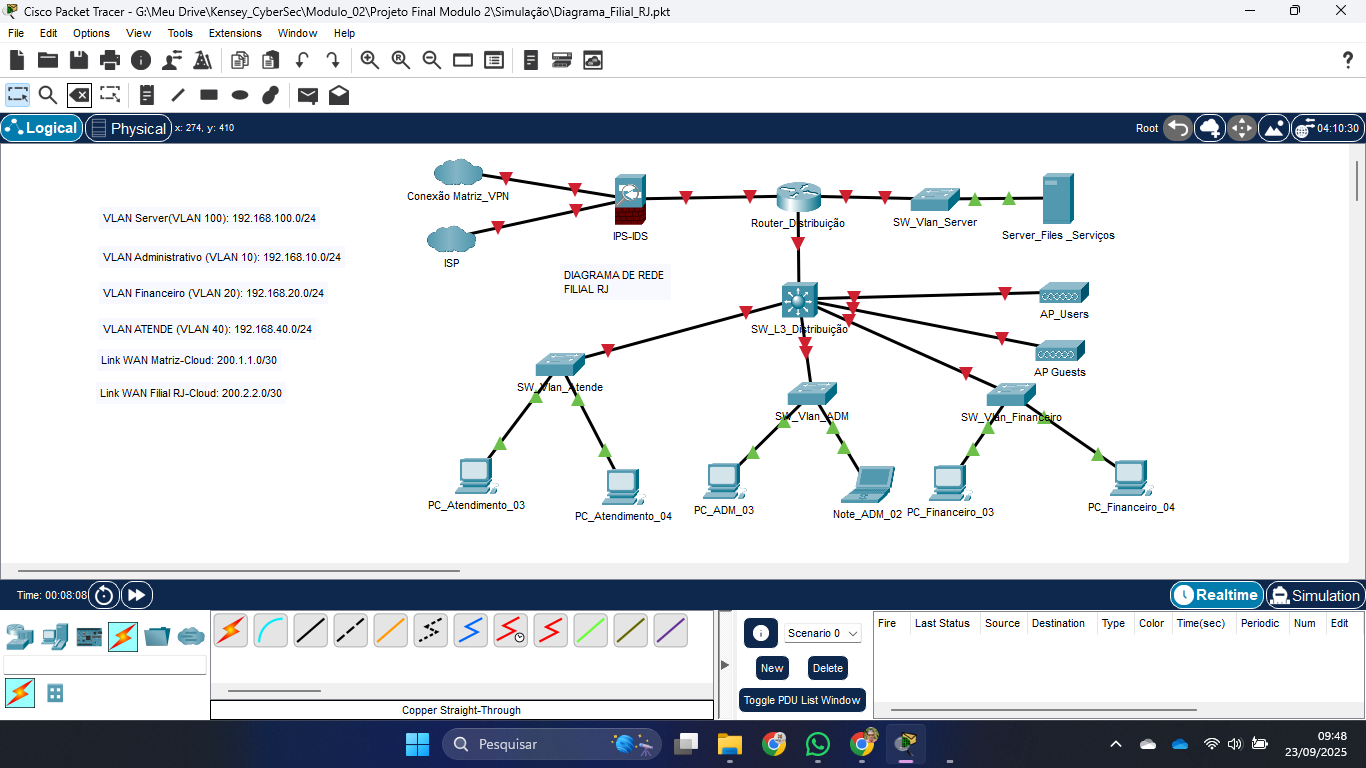 Cisco Packet Tracer - G:\Meu Drive\Kensey_CyberSec\Modulo_02\Projeto Final Modulo 2\Simulação\Diagrama_Filial_RJ.pkt
File Edit Options View Tools Extensions Window Help
Logical Physical x: 274, y: 410 Root 04:10:30
Conexão Matriz_VPN
ISP
IPS-IDS
Router_Distribuição
SW_Vlan_Server
Server_Files _Serviços
VLAN Server(VLAN 100): 192.168.100.0/24
VLAN Administrativo (VLAN 10): 192.168.10.0/24
VLAN Financeiro (VLAN 20): 192.168.20.0/24
VLAN ATENDE (VLAN 40): 192.168.40.0/24
Link WAN Matriz-Cloud: 200.1.1.0/30
Link WAN Filial RJ-Cloud: 200.2.2.0/30
DIAGRAMA DE REDE
FILIAL RJ
SW_L3_Distribuição
AP_Users
AP Guests
SW_Vlan_Atende
SW_Vlan_ADM
SW_Vlan_Financeiro
PC_Atendimento_03
PC_Atendimento_04
PC_ADM_03
Note_ADM_02
PC_Financeiro_03
PC_Financeiro_04
Time: 00:08:08 Realtime Simulation
Scenario 0
New Delete
Toggle PDU List Window
Fire Last Status Source Destination Type Color Time(sec) Periodic Num Edit
Copper Straight-Through
Pesquisar
09:48
23/09/2025